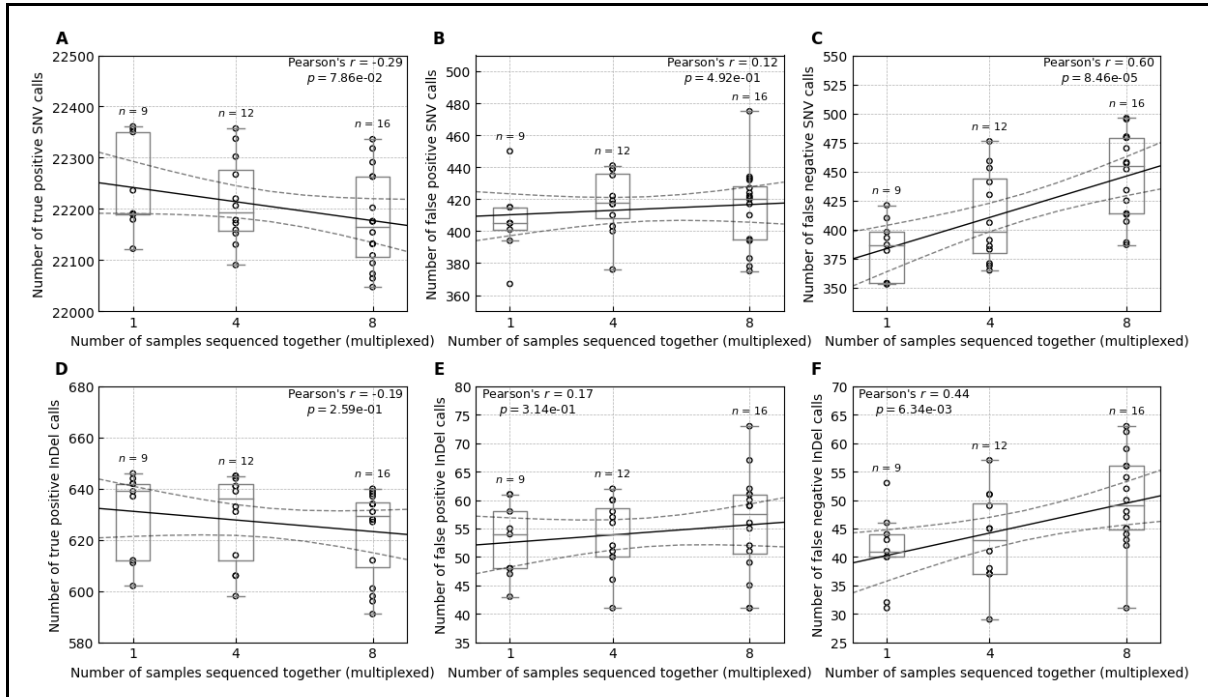 A
Pearson's r = -0.29
p = 7.86e-02
n = 9
n = 12
n = 16
22500
22400
22300
22200
22100
22000
Number of true positive SNV calls
1 4 8
Number of samples sequenced together (multiplexed)
B
Pearson's r = 0.12
p = 4.92e-01
n = 9
n = 12
n = 16
500
480
460
440
420
400
380
360
Number of false positive SNV calls
1 4 8
Number of samples sequenced together (multiplexed)
C
Pearson's r = 0.60
p = 8.46e-05
n = 9
n = 12
n = 16
550
525
500
475
450
425
400
375
350
Number of false negative SNV calls
1 4 8
Number of samples sequenced together (multiplexed)
D
Pearson's r = -0.19
p = 2.59e-01
n = 9
n = 12
n = 16
680
660
640
620
600
580
Number of true positive InDel calls
1 4 8
Number of samples sequenced together (multiplexed)
E
Pearson's r = 0.17
p = 3.14e-01
n = 9
n = 12
n = 16
80
75
70
65
60
55
50
45
40
35
Number of false positive InDel calls
1 4 8
Number of samples sequenced together (multiplexed)
F
Pearson's r = 0.44
p = 6.34e-03
n = 9
n = 12
n = 16
70
65
60
55
50
45
40
35
30
25
Number of false negative InDel calls
1 4 8
Number of samples sequenced together (multiplexed)